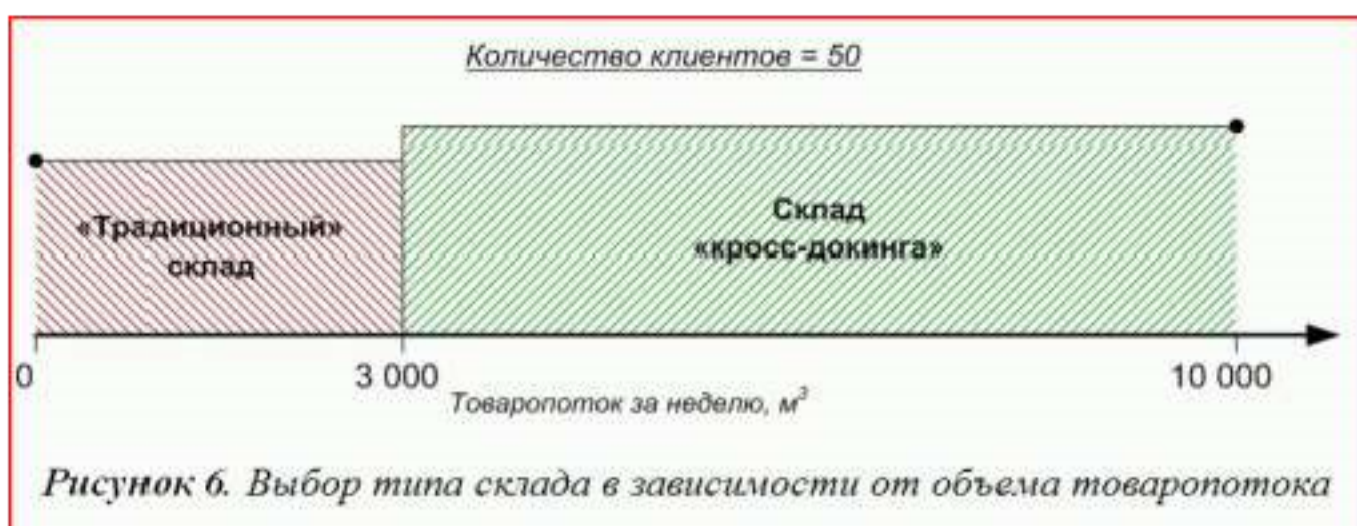 Количество клиентов = 50
«Традиционный»
склад
Склад
«кросс-докинга»
0
3 000
10 000
Товаропоток за неделю, м³
Рисунок 6. Выбор типа склада в зависимости от объема товаропотока